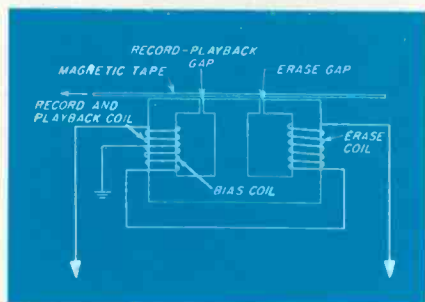 RECORD-PLAYBACK
GAP
ERASE GAP
MAGNETIC TAPE
RECORD AND
PLAYBACK COIL
ERASE
COIL
BIAS COIL